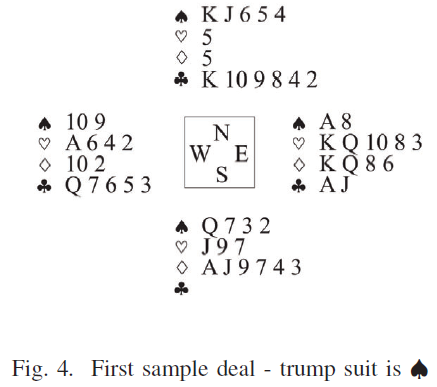 ♠ K J 6 5 4
♡ 5
♢ 5
♣ K 10 9 8 4 2
♠ 10 9
♡ A 6 4 2
♢ 10 2
♣ Q 7 6 5 3
N
W E
S
♠ A 8
♡ K Q 10 8 3
♢ K Q 8 6
♣ A J
♠ Q 7 3 2
♡ J 9 7
♢ A J 9 7 4 3
♣
Fig. 4. First sample deal - trump suit is ♠